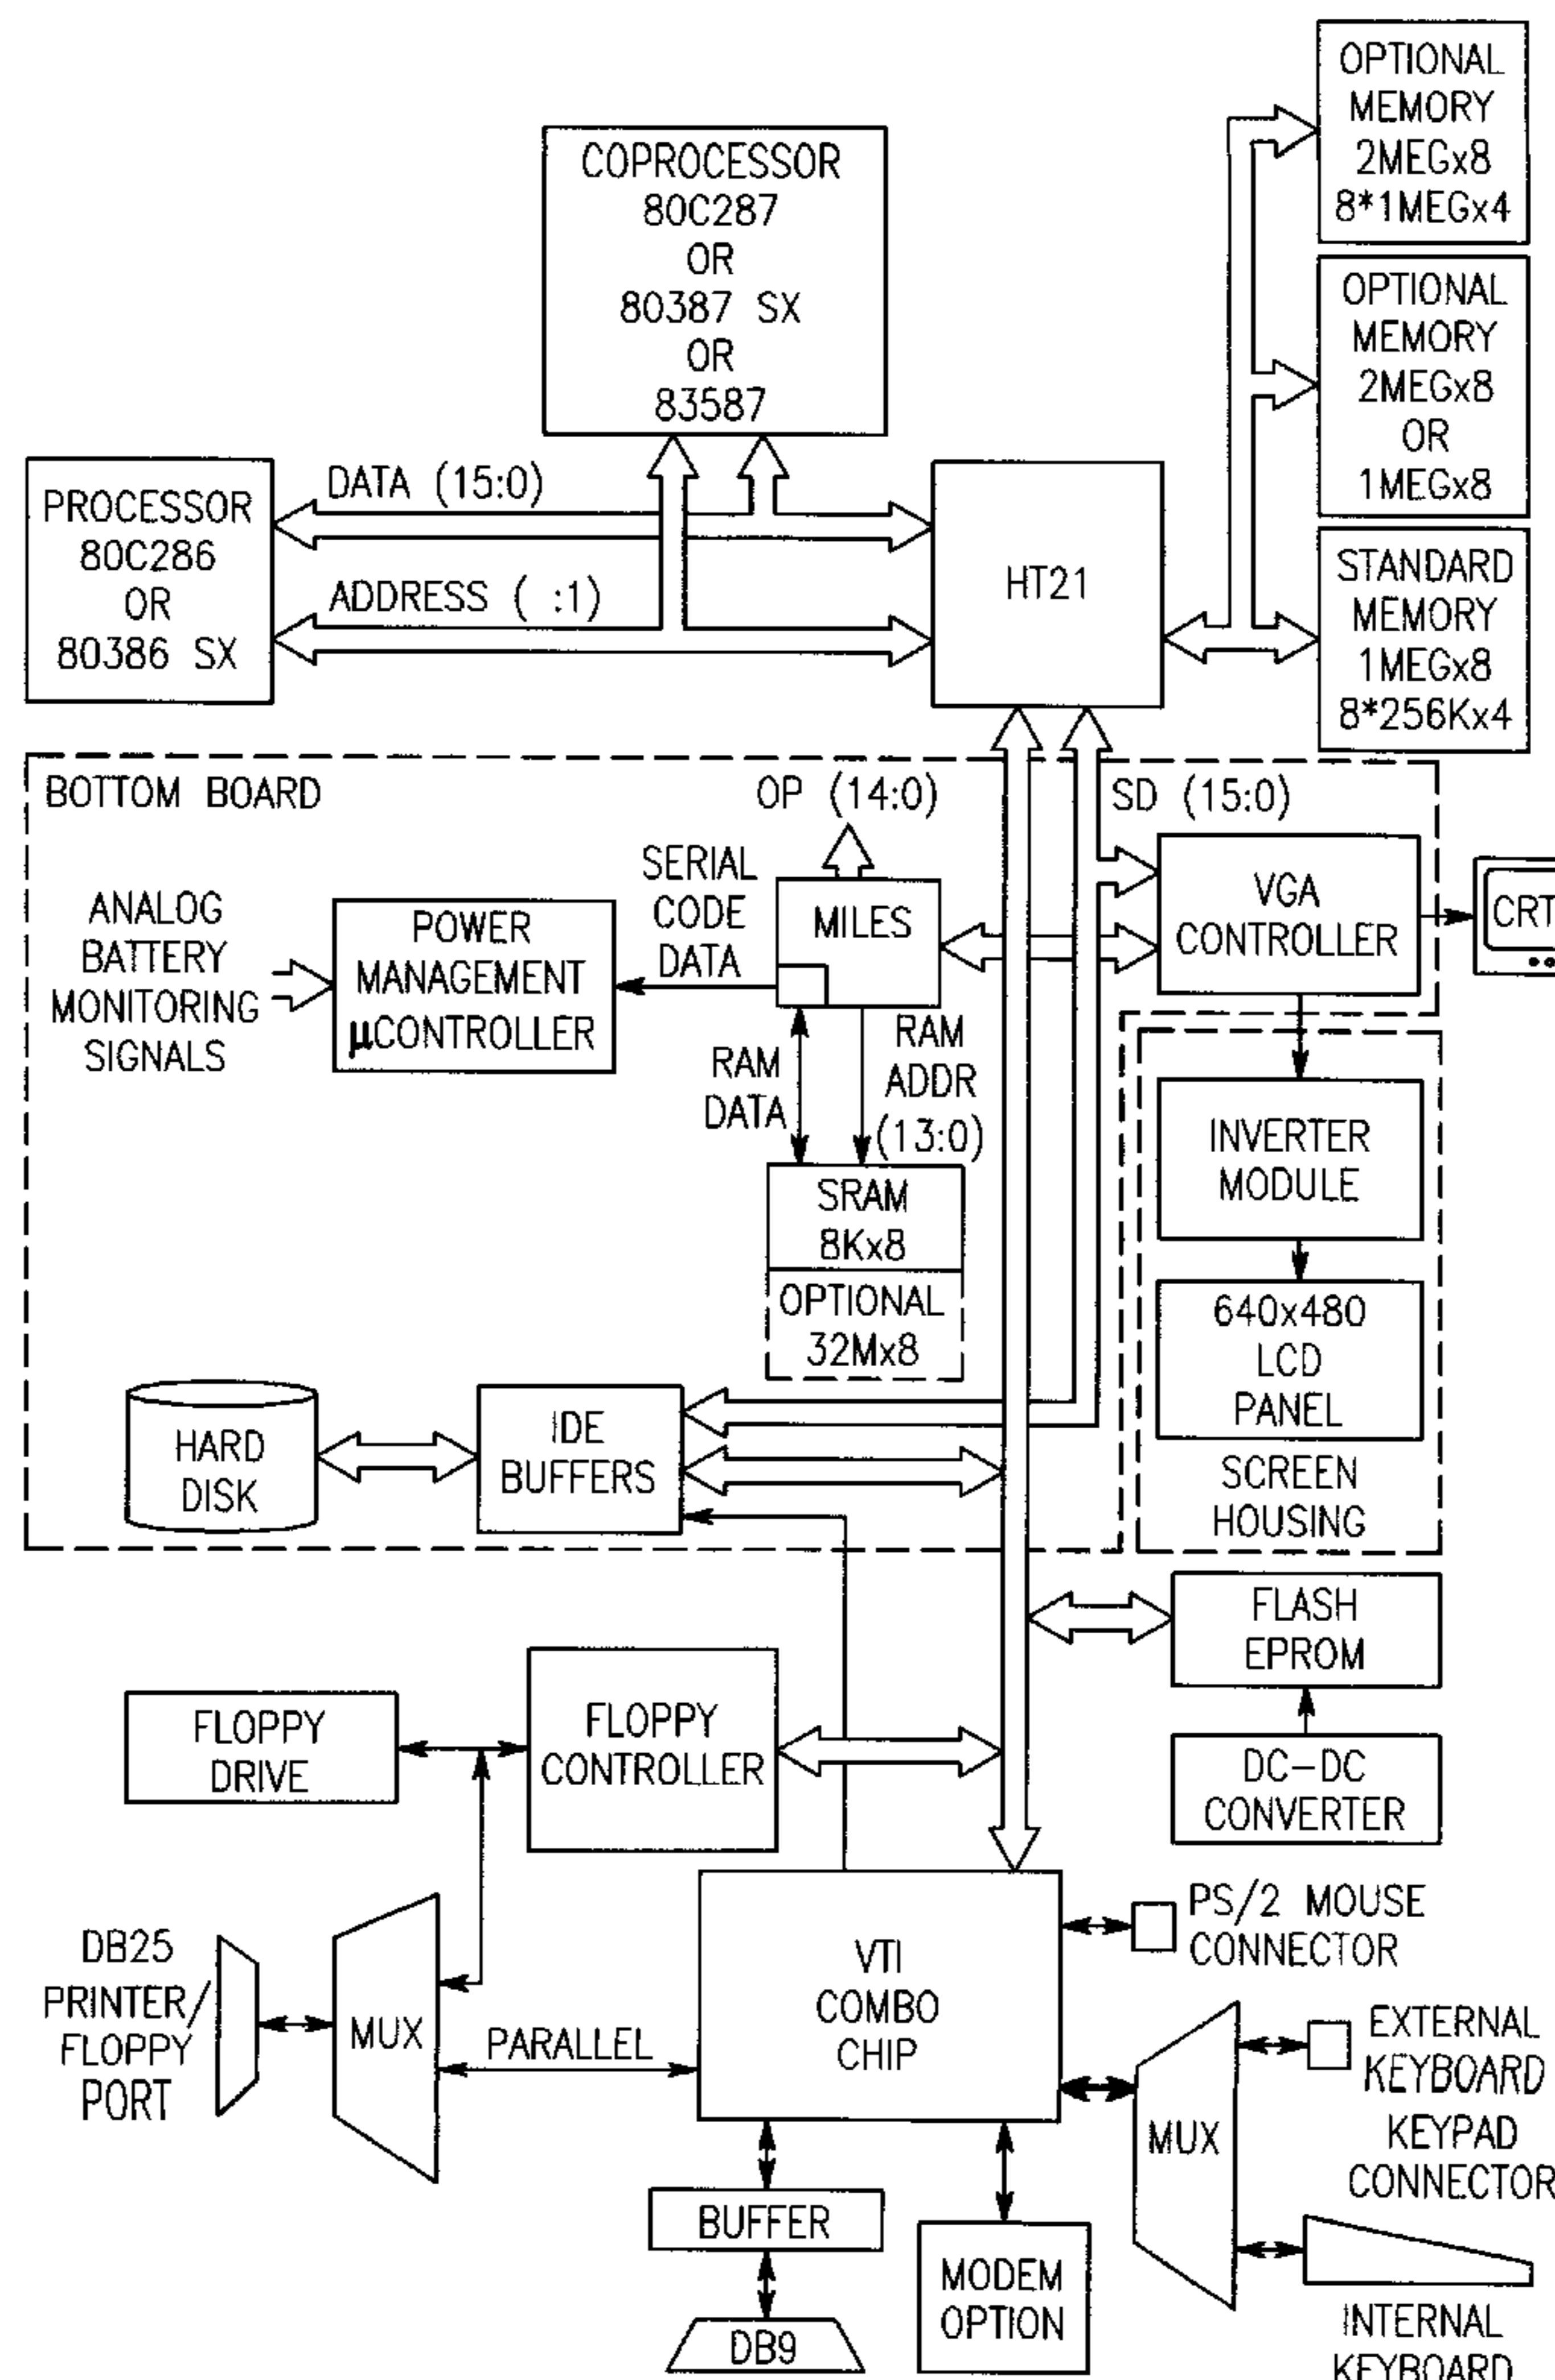 OPTIONAL
MEMORY
2MEGx8
8*1MEGx4
COPROCESSOR
80C287
OR
80387 SX
OR
83587
OPTIONAL
MEMORY
2MEGx8
OR
1MEGx8
PROCESSOR
80C286
OR
80386 SX
DATA (15:0)
ADDRESS ( :1)
HT21
STANDARD
MEMORY
1MEGx8
8*256Kx4
BOTTOM BOARD
OP (14:0)
SD (15:0)
ANALOG
BATTERY
MONITORING
SIGNALS
POWER
MANAGEMENT
μCONTROLLER
SERIAL
CODE
DATA
MILES
VGA
CONTROLLER
CRT
RAM
DATA
RAM
ADDR
(13:0)
INVERTER
MODULE
SRAM
8Kx8
OPTIONAL
32Mx8
640x480
LCD
PANEL
SCREEN
HOUSING
HARD
DISK
IDE
BUFFERS
FLASH
EPROM
FLOPPY
DRIVE
FLOPPY
CONTROLLER
DC-DC
CONVERTER
PS/2 MOUSE
CONNECTOR
DB25
PRINTER/
FLOPPY
PORT
MUX
PARALLEL
VTI
COMBO
CHIP
EXTERNAL
KEYBOARD
KEYPAD
CONNECTOR
MUX
BUFFER
DB9
MODEM
OPTION
INTERNAL
KEYBOARD